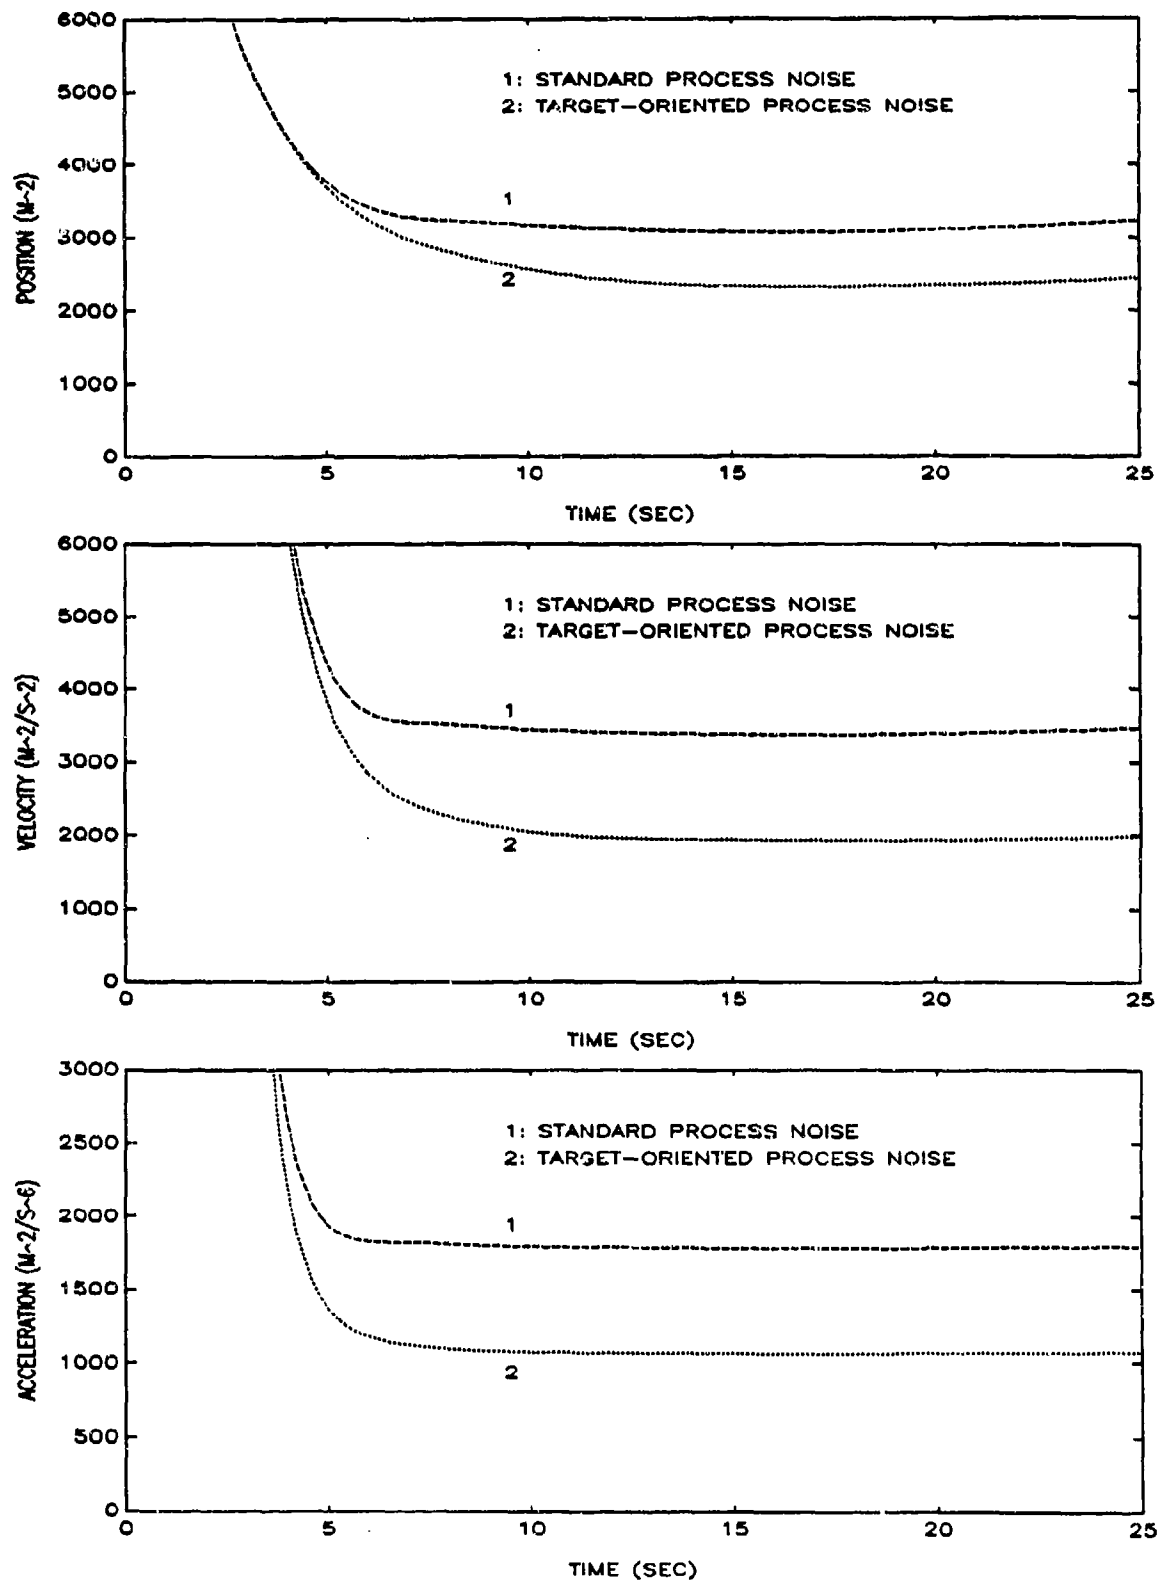 6000
5000
4000
3000
2000
1000
0
POSITION (M~2)
1: STANDARD PROCESS NOISE
2: TARGET-ORIENTED PROCESS NOISE
1
2
0 5 10 15 20 25
TIME (SEC)
6000
5000
4000
3000
2000
1000
0
VELOCITY (M~2/S~2)
1: STANDARD PROCESS NOISE
2: TARGET-ORIENTED PROCESS NOISE
1
2
0 5 10 15 20 25
TIME (SEC)
3000
2500
2000
1500
1000
500
0
ACCELERATION (M~2/S~6)
1: STANDARD PROCESS NOISE
2: TARGET-ORIENTED PROCESS NOISE
1
2
0 5 10 15 20 25
TIME (SEC)